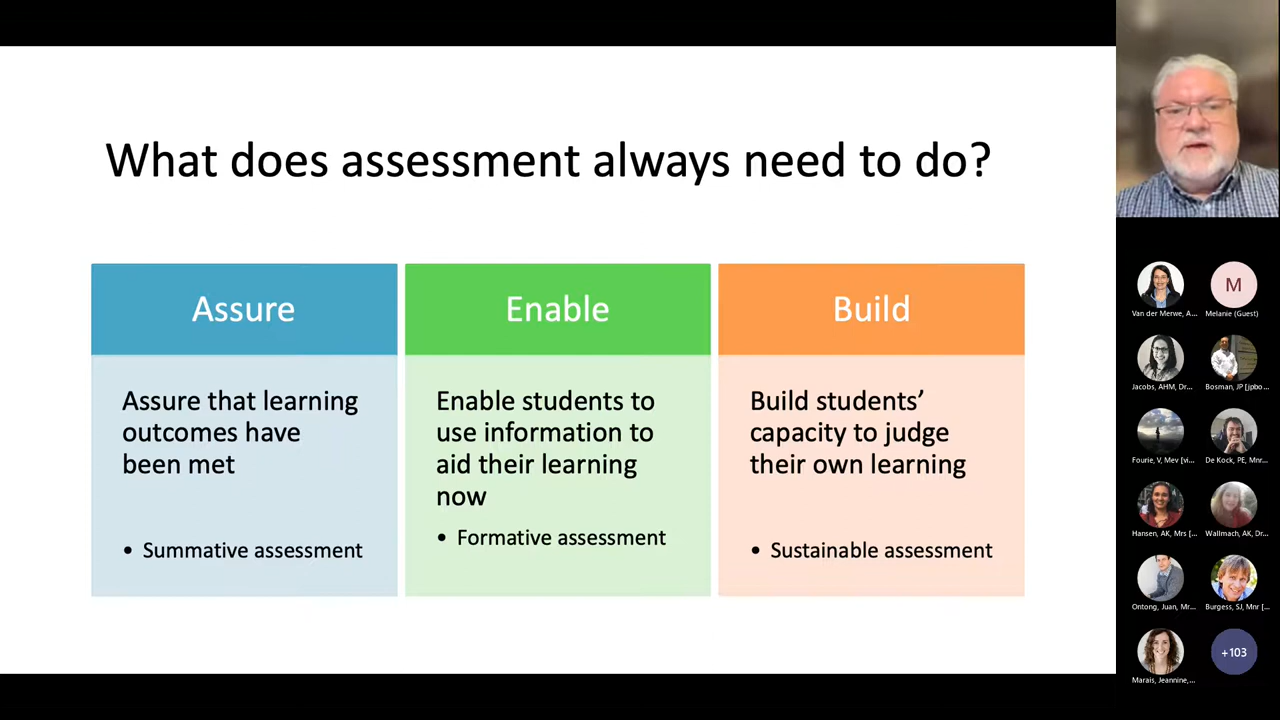 What does assessment always need to do?
Assure
Assure that learning
outcomes have
been met
• Summative assessment
Enable
Enable students to
use information to
aid their learning
now
• Formative assessment
Build
Build students’
capacity to judge
their own learning
• Sustainable assessment
Van der Merwe, A...
M
Melanie (Guest)
Jacobs, AHM, Dr...
Bosman, JP [jpbo...
Fourie, V, Mev [vi...
De Kock, PE, Mnr...
Hansen, AK, Mrs [...
Wallmach, AK, Dr...
Ontong, Juan, Mr...
Burgess, SJ, Mnr [...
Marais, Jeannine,...
+103